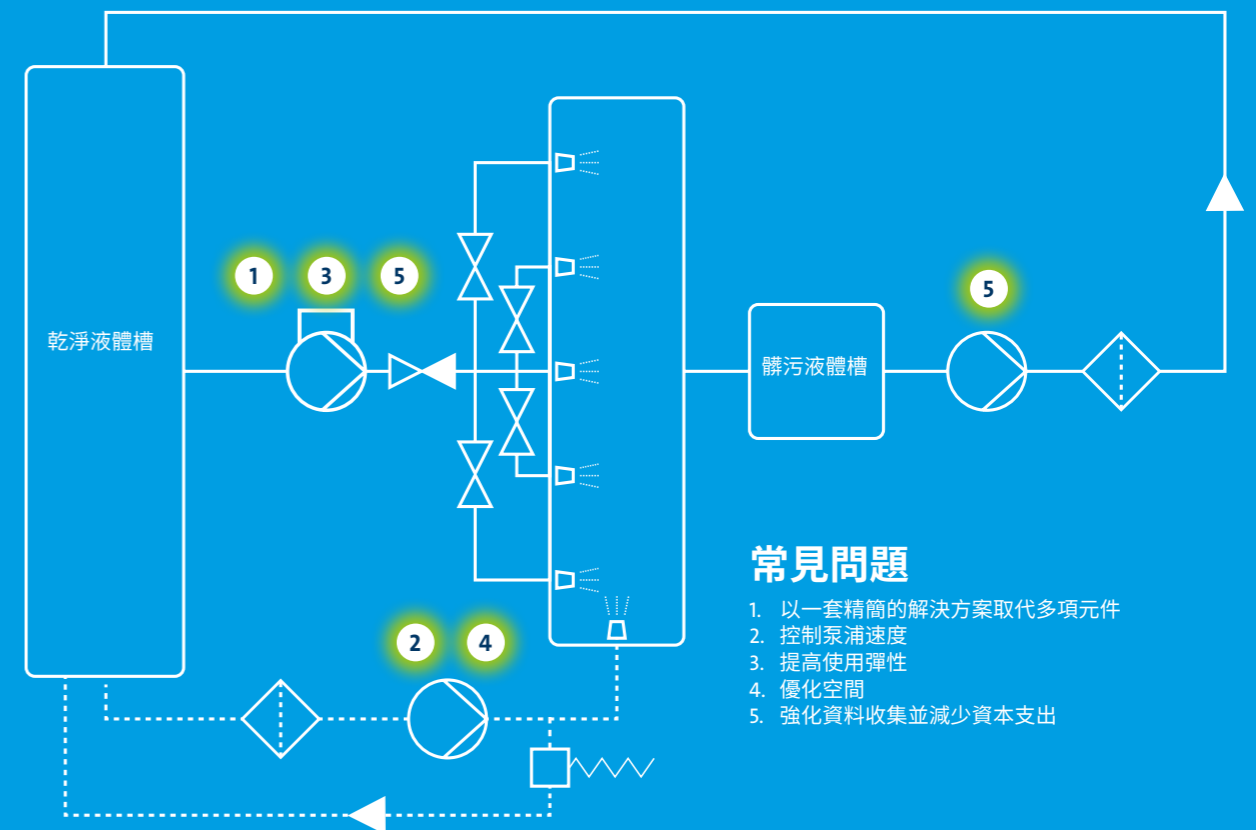 乾淨液體槽
1
3
5
髒污液體槽
5
2
4
常見問題
1. 以一套精簡的解決方案取代多項元件
2. 控制泵浦速度
3. 提高使用彈性
4. 優化空間
5. 強化資料收集並減少資本支出